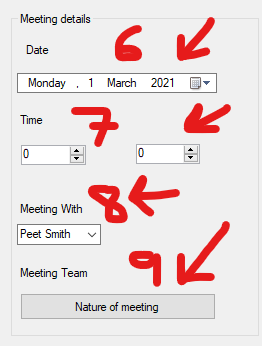 Meeting details
Date 6
Monday , 1 March 2021
Time 7
0 0
8
Meeting With
Peet Smith
Meeting Team 9
Nature of meeting